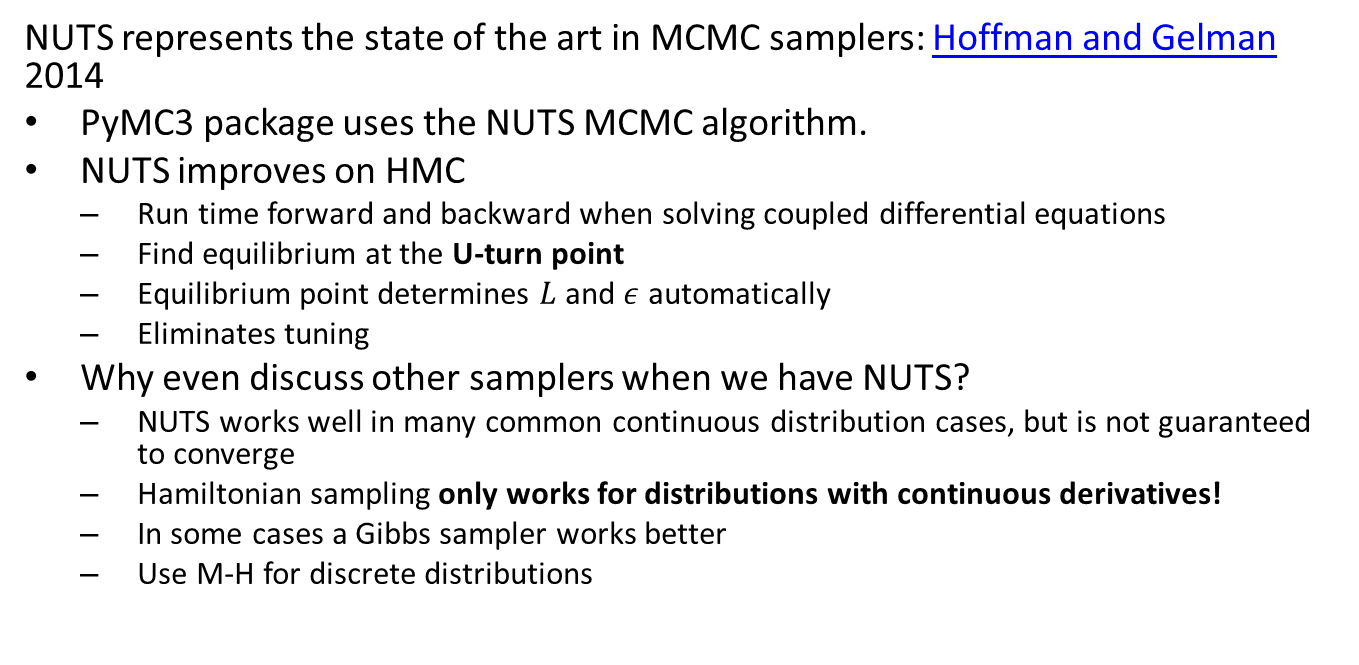 NUTS represents the state of the art in MCMC samplers: Hoffman and Gelman
2014
• PyMC3 package uses the NUTS MCMC algorithm.
• NUTS improves on HMC
– Run time forward and backward when solving coupled differential equations
– Find equilibrium at the U-turn point
– Equilibrium point determines 𝐿 and 𝜖 automatically
– Eliminates tuning
• Why even discuss other samplers when we have NUTS?
– NUTS works well in many common continuous distribution cases, but is not guaranteed
to converge
– Hamiltonian sampling only works for distributions with continuous derivatives!
– In some cases a Gibbs sampler works better
– Use M-H for discrete distributions